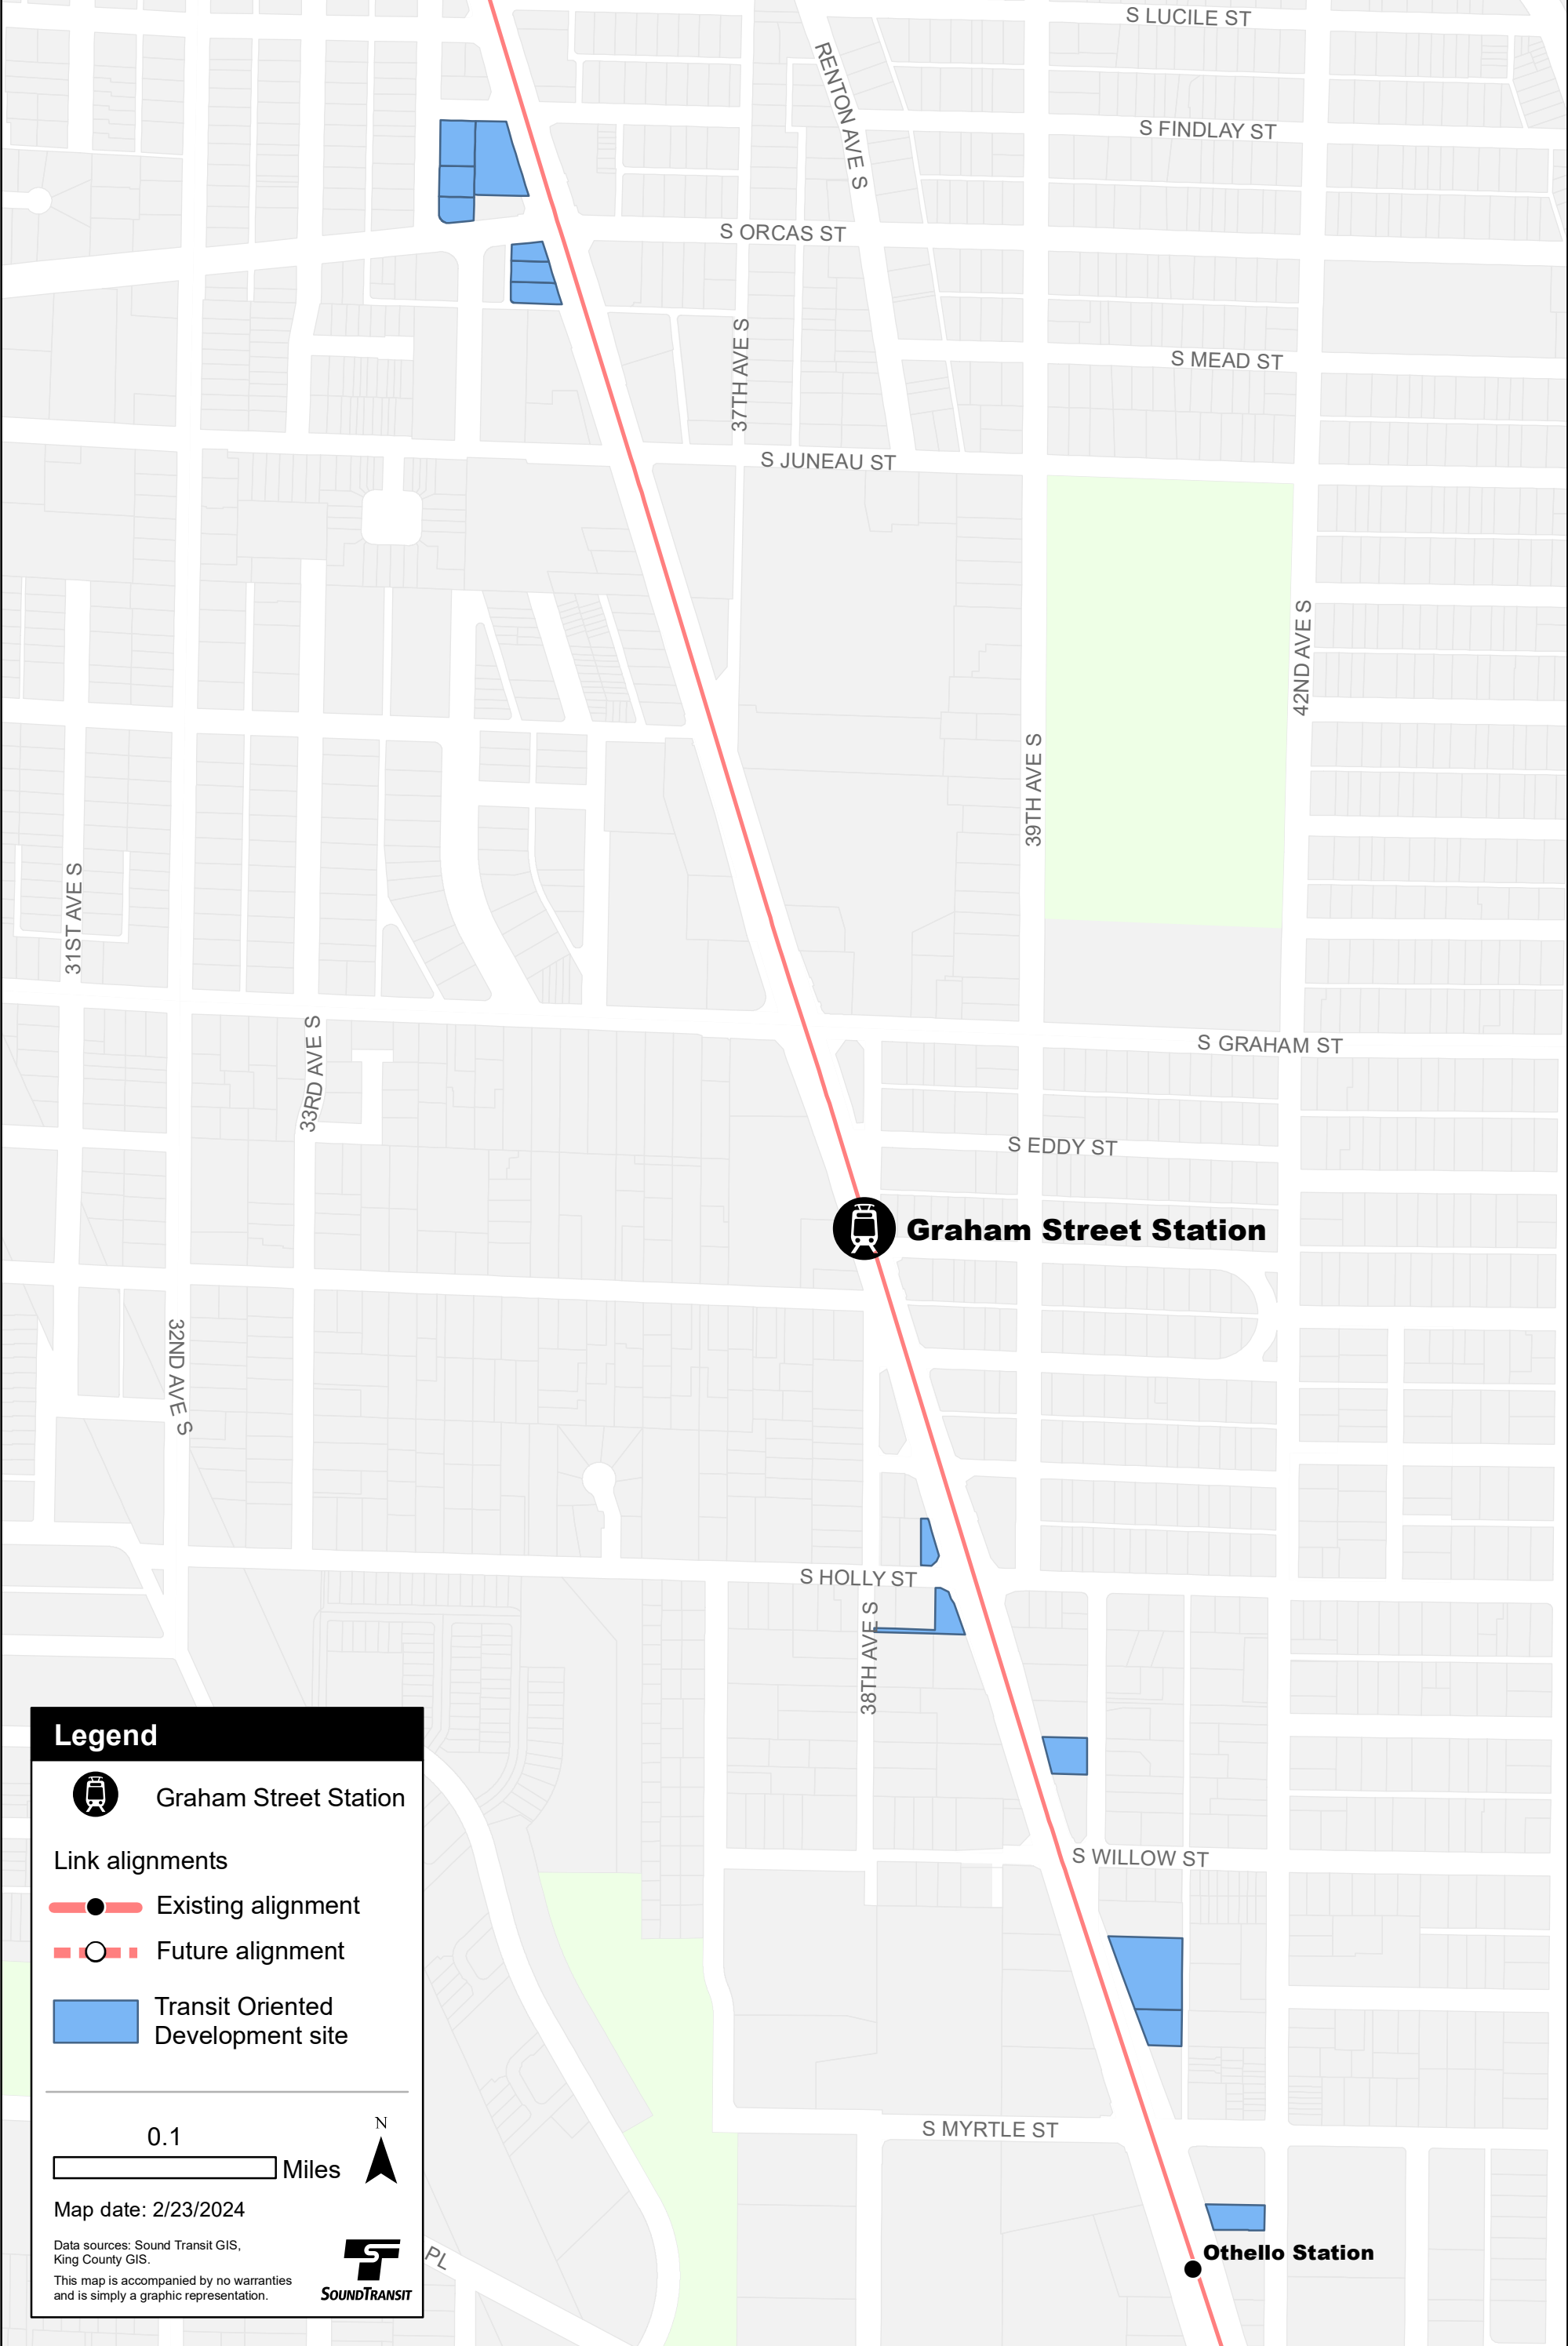 S LUCILE ST
RENTON AVE S
S FINDLAY ST
S ORCAS ST
37TH AVE S
S MEAD ST
S JUNEAU ST
42ND AVE S
39TH AVE S
31ST AVE S
33RD AVE S
S GRAHAM ST
S EDDY ST
Graham Street Station
32ND AVE S
S HOLLY ST
38TH AVE S
S WILLOW ST
S MYRTLE ST
Othello Station
PL
Legend
Graham Street Station
Link alignments
Existing alignment
Future alignment
Transit Oriented
Development site
0.1
Miles
N
Map date: 2/23/2024
Data sources: Sound Transit GIS,
King County GIS.
This map is accompanied by no warranties
and is simply a graphic representation.
SOUNDTRANSIT